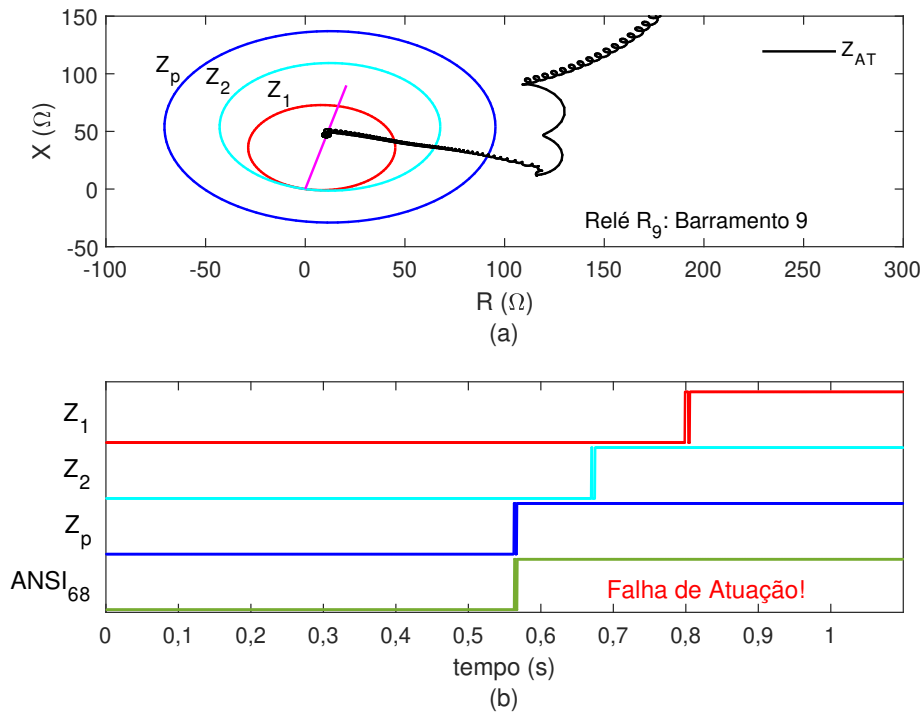 150
100
50
0
-50
X (Ω)
Z_p
Z_2
Z_1
Z_AT
Relé R_9: Barramento 9
-100 -50 0 50 100 150 200 250 300
R (Ω)
(a)
Z_1
Z_2
Z_p
ANSI_68
Falha de Atuação!
0 0,1 0,2 0,3 0,4 0,5 0,6 0,7 0,8 0,9 1
tempo (s)
(b)